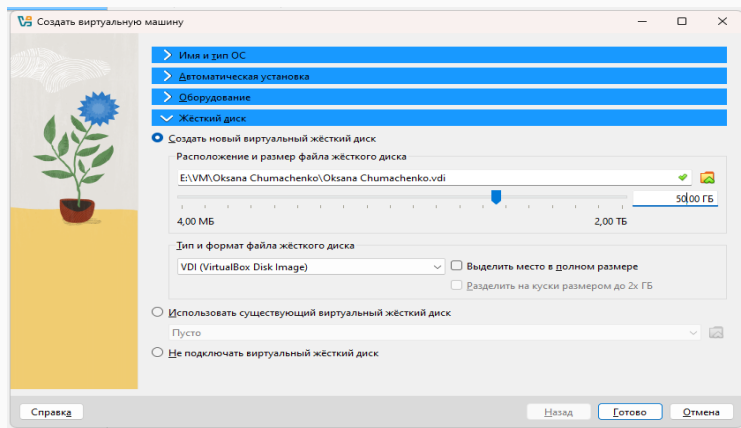 Создать виртуальную машину
Имя и тип ОС
Автоматическая установка
Оборудование
Жёсткий диск
Создать новый виртуальный жёсткий диск
Расположение и размер файла жёсткого диска
E:\VM\Oksana Chumachenko\Oksana Chumachenko.vdi
50,00 ГБ
4,00 МБ 2,00 ТБ
Тип и формат файла жёсткого диска
VDI (VirtualBox Disk Image) Выделить место в полном размере
Разделить на куски размером до 2х ГБ
Использовать существующий виртуальный жёсткий диск
Пусто
Не подключать виртуальный жёсткий диск
Справка Назад Готово Отмена